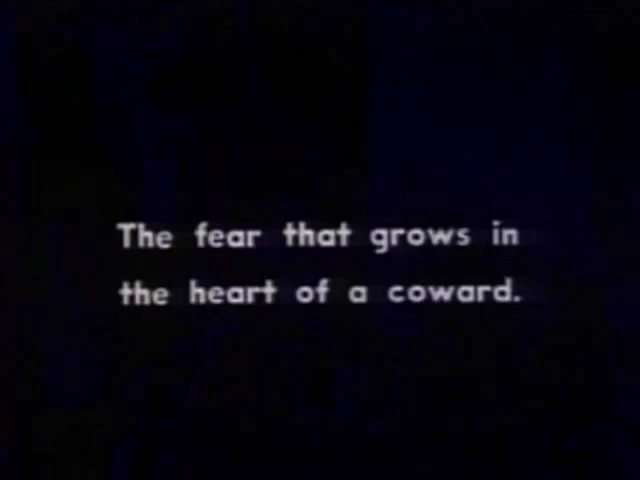 The fear that grows in
the heart of a coward.